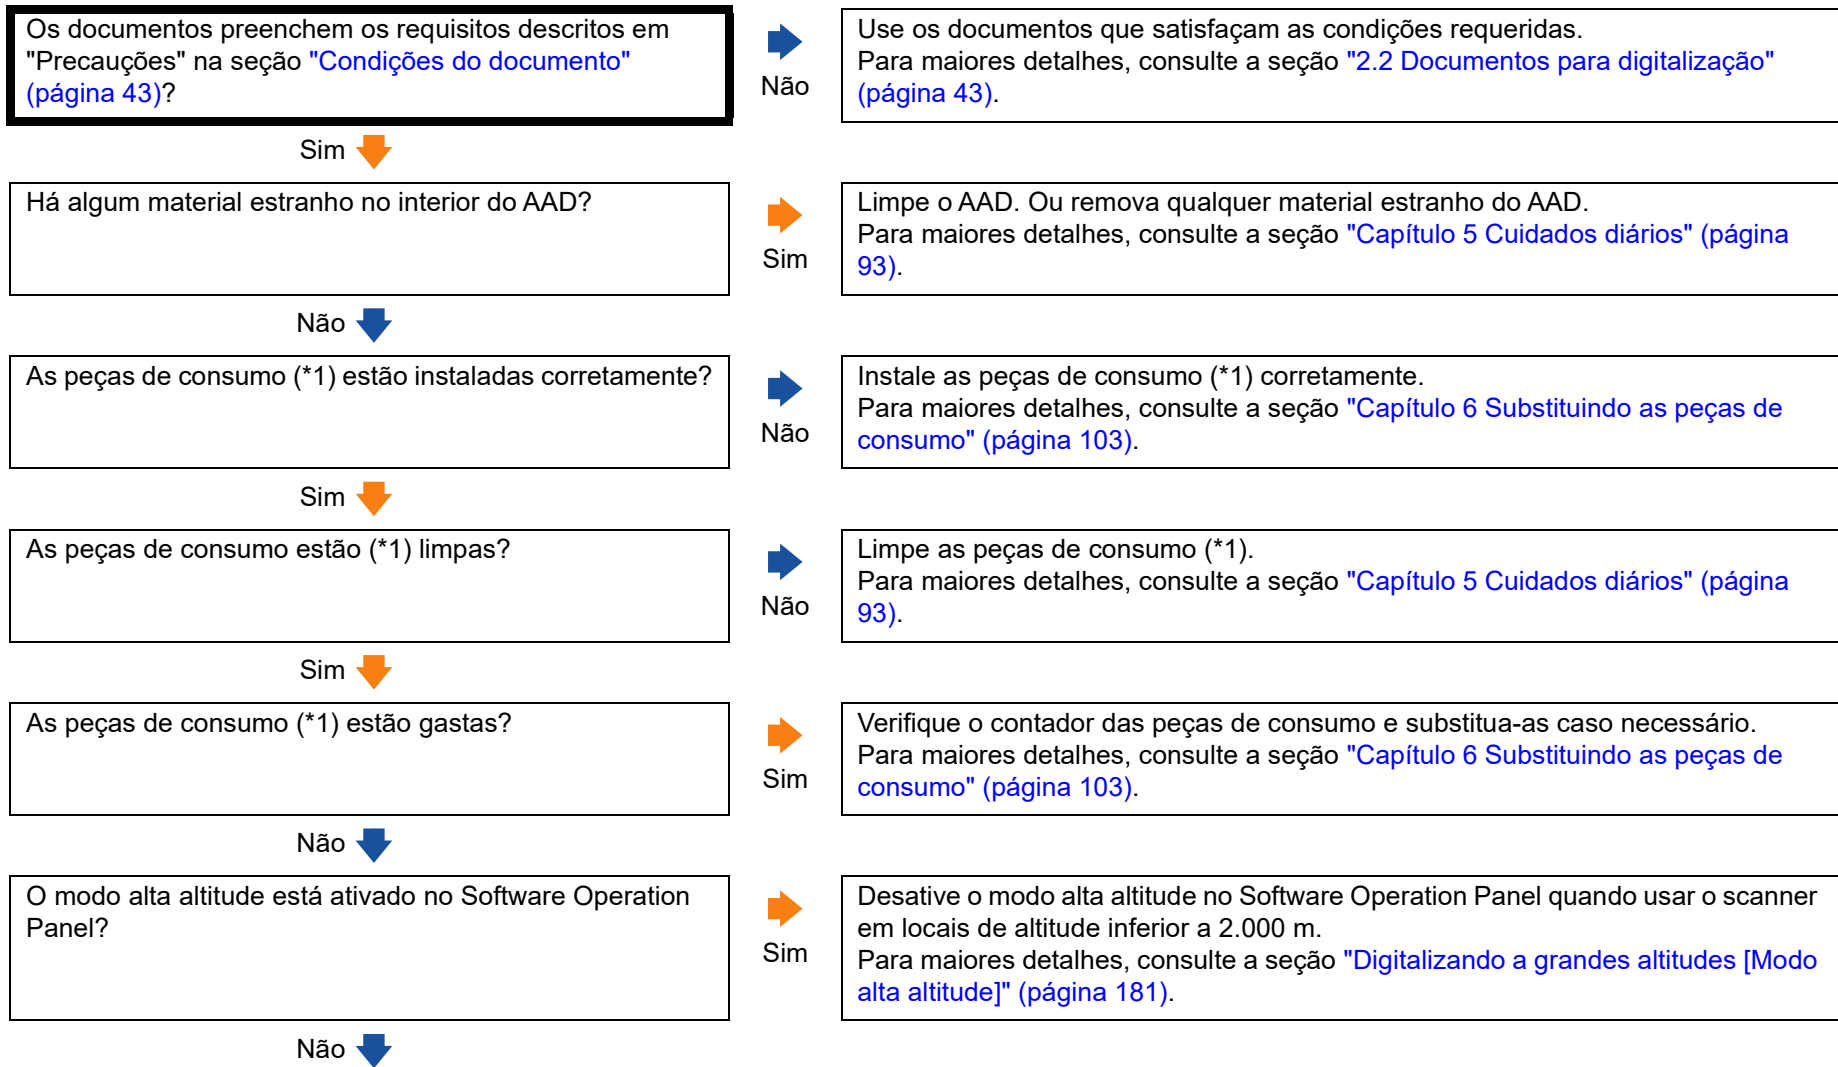 Os documentos preenchem os requisitos descritos em
"Precauções" na seção "Condições do documento"
(página 43)?
Não
Use os documentos que satisfaçam as condições requeridas.
Para maiores detalhes, consulte a seção "2.2 Documentos para digitalização"
(página 43).
Sim
Há algum material estranho no interior do AAD?
Sim
Limpe o AAD. Ou remova qualquer material estranho do AAD.
Para maiores detalhes, consulte a seção "Capítulo 5 Cuidados diários" (página
93).
Não
As peças de consumo (*1) estão instaladas corretamente?
Não
Instale as peças de consumo (*1) corretamente.
Para maiores detalhes, consulte a seção "Capítulo 6 Substituindo as peças de
consumo" (página 103).
Sim
As peças de consumo estão (*1) limpas?
Não
Limpe as peças de consumo (*1).
Para maiores detalhes, consulte a seção "Capítulo 5 Cuidados diários" (página
93).
Sim
As peças de consumo (*1) estão gastas?
Sim
Verifique o contador das peças de consumo e substitua-as caso necessário.
Para maiores detalhes, consulte a seção "Capítulo 6 Substituindo as peças de
consumo" (página 103).
Não
O modo alta altitude está ativado no Software Operation
Panel?
Sim
Desative o modo alta altitude no Software Operation Panel quando usar o scanner
em locais de altitude inferior a 2.000 m.
Para maiores detalhes, consulte a seção "Digitalizando a grandes altitudes [Modo
alta altitude]" (página 181).
Não